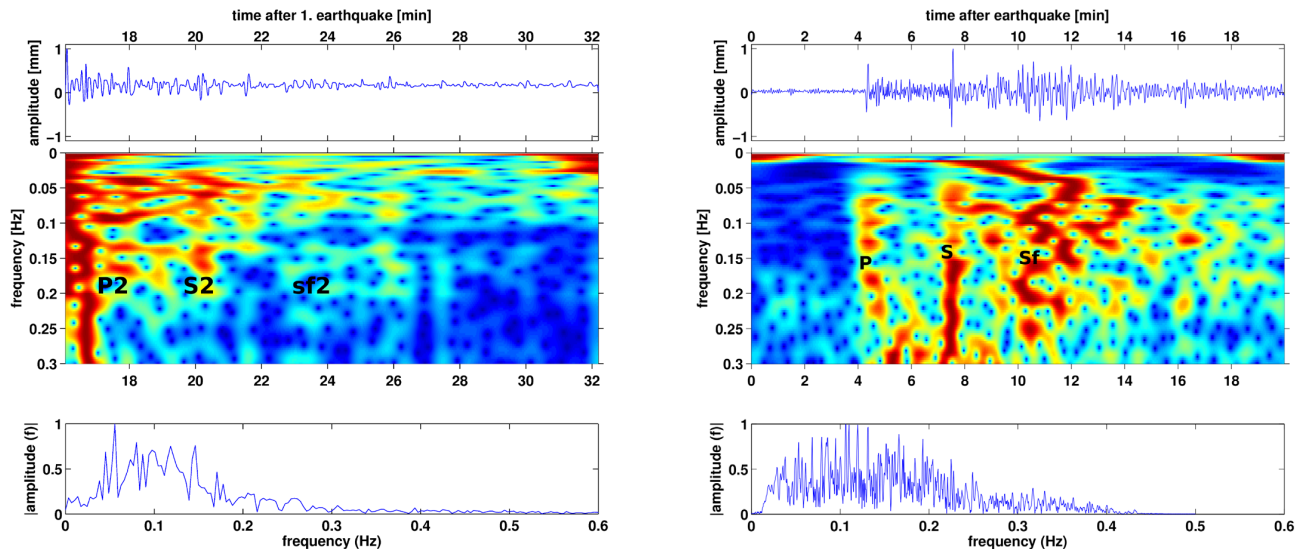 time after 1. earthquake [min]
18 20 22 24 26 28 30 32
amplitude [mm]
1
0
−1
frequency [Hz]
0
0.05
0.1
0.15
0.2
0.25
0.3
P2 S2 sf2
18 20 22 24 26 28 30 32
|amplitude (f)|
1
0.5
0
0 0.1 0.2 0.3 0.4 0.5 0.6
frequency (Hz)
time after earthquake [min]
0 2 4 6 8 10 12 14 16 18
amplitude [mm]
1
0
−1
frequency [Hz]
0
0.05
0.1
0.15
0.2
0.25
0.3
P S Sf
0 2 4 6 8 10 12 14 16 18
|amplitude (f)|
1
0.5
0
0 0.1 0.2 0.3 0.4 0.5 0.6
frequency (Hz)